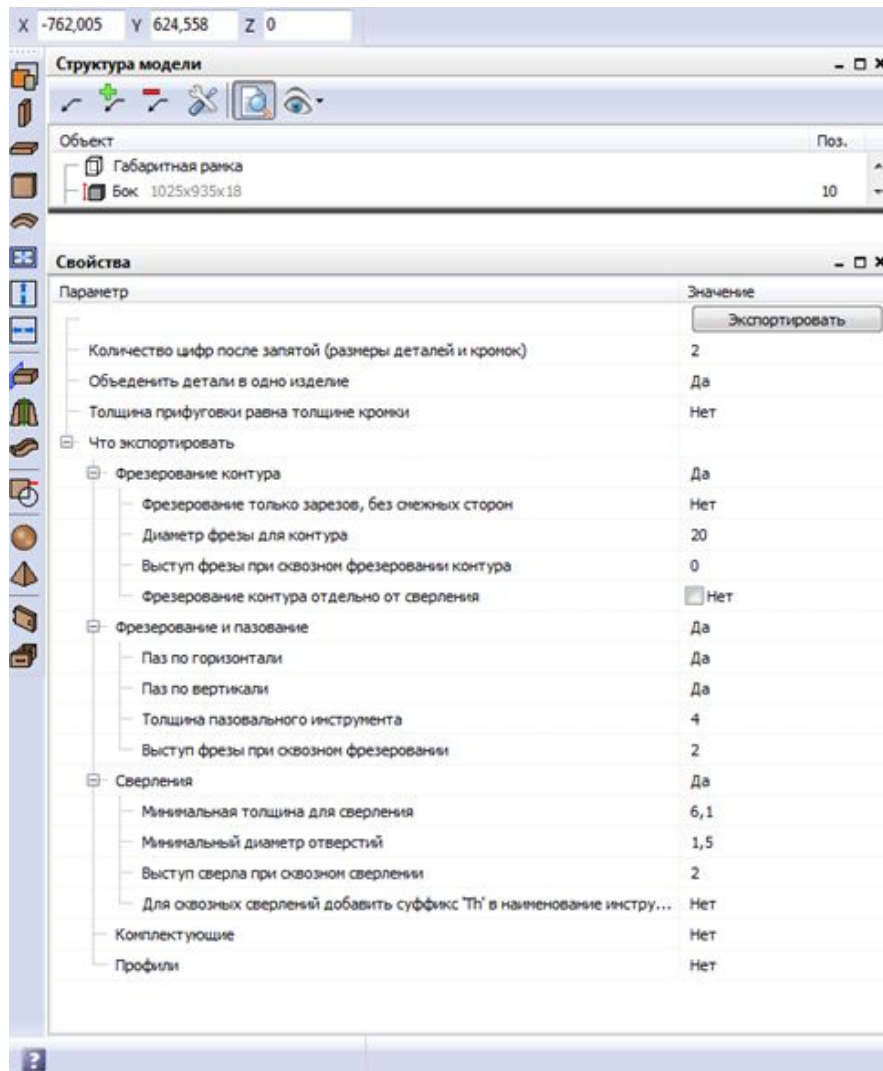 X -762,005 Y 624,558 Z 0
Структура модели
Объект Поз.
Габаритная рамка
Бок 1025x935x18 10
Свойства
Параметр Значение
Экспортировать
Количество цифр после запятой (размеры деталей и кромок) 2
Объеденить детали в одно изделие Да
Толщина прифуговки равна толщине кромки Нет
Что экспортировать
Фрезерование контура Да
Фрезерование только зарезов, без смежных сторон Нет
Диаметр фрезы для контура 20
Выступ фрезы при сквозном фрезеровании контура 0
Фрезерование контура отдельно от сверления Нет
Фрезерование и пазование Да
Паз по горизонтали Да
Паз по вертикали Да
Толщина пазовального инструмента 4
Выступ фрезы при сквозном фрезеровании 2
Сверления Да
Минимальная толщина для сверления 6,1
Минимальный диаметр отверстий 1,5
Выступ сверла при сквозном сверлении 2
Для сквозных сверлений добавить суффикс 'Th' в наименование инстру... Нет
Комплектующие Нет
Профили Нет